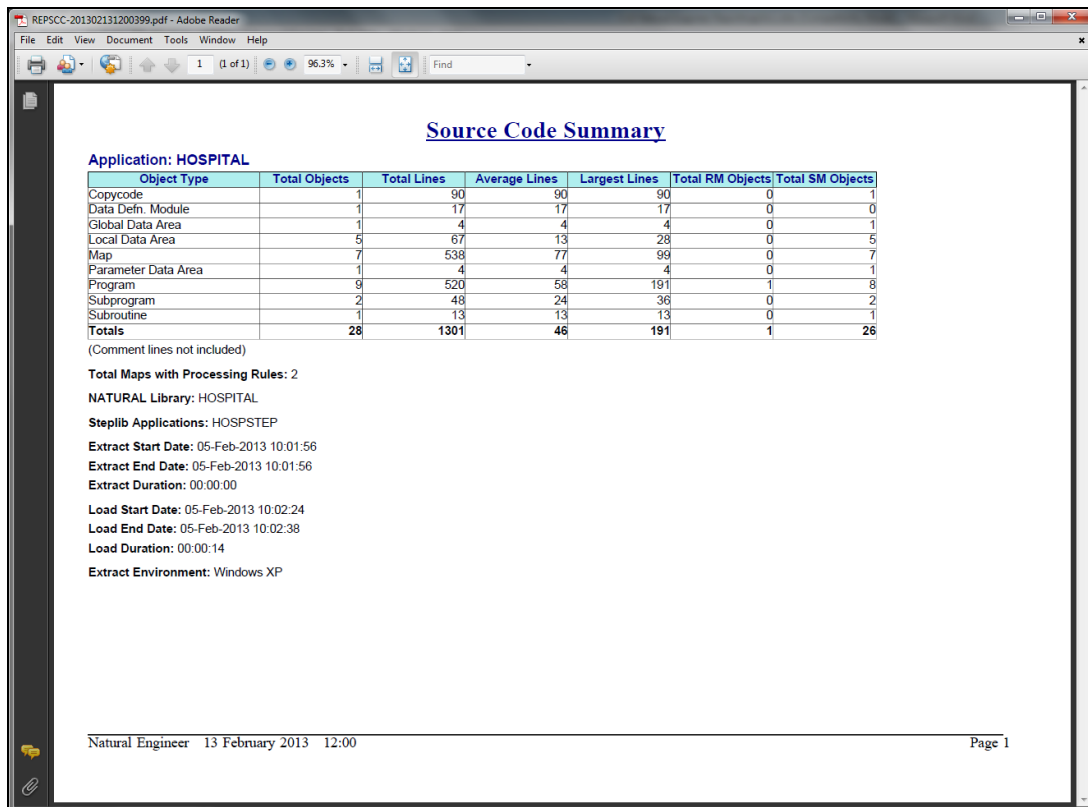 REPSCC-201302131200399.pdf - Adobe Reader
File Edit View Document Tools Window Help
1 (1 of 1) 96.3% Find
Source Code Summary
Application: HOSPITAL
Object Type Total Objects Total Lines Average Lines Largest Lines Total RM Objects Total SM Objects
Copycode 1 90 90 90 0 1
Data Defn. Module 1 17 17 17 0 0
Global Data Area 1 4 4 4 0 1
Local Data Area 5 67 13 28 0 5
Map 7 538 77 99 0 7
Parameter Data Area 1 4 4 4 0 1
Program 9 520 58 191 1 8
Subprogram 2 48 24 36 0 2
Subroutine 1 13 13 13 0 1
Totals 28 1301 46 191 1 26
(Comment lines not included)
Total Maps with Processing Rules: 2
NATURAL Library: HOSPITAL
Steplib Applications: HOSPSTEP
Extract Start Date: 05-Feb-2013 10:01:56
Extract End Date: 05-Feb-2013 10:01:56
Extract Duration: 00:00:00
Load Start Date: 05-Feb-2013 10:02:24
Load End Date: 05-Feb-2013 10:02:38
Load Duration: 00:00:14
Extract Environment: Windows XP
Natural Engineer 13 February 2013 12:00 Page 1